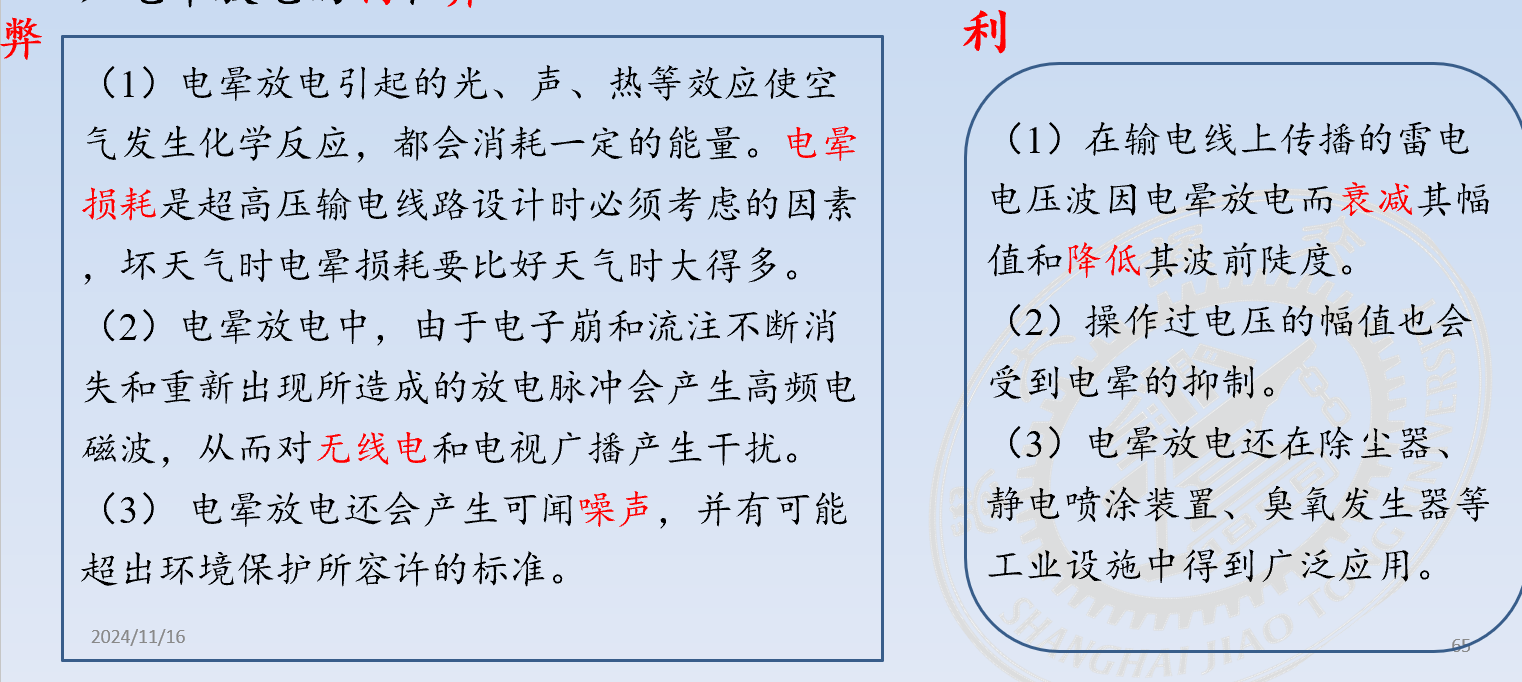 电晕放电的利和弊
弊
（1）电晕放电引起的光、声、热等效应使空
气发生化学反应，都会消耗一定的能量。电晕
损耗是超高压输电线路设计时必须考虑的因素
，坏天气时电晕损耗要比好天气时大得多。
（2）电晕放电中，由于电子崩和流注不断消
失和重新出现所造成的放电脉冲会产生高频电
磁波，从而对无线电和电视广播产生干扰。
（3） 电晕放电还会产生可闻噪声，并有可能
超出环境保护所容许的标准。
2024/11/16
利
（1）在输电线上传播的雷电
电压波因电晕放电而衰减其幅
值和降低其波前陡度。
（2）操作过电压的幅值也会
受到电晕的抑制。
（3）电晕放电还在除尘器、
静电喷涂装置、臭氧发生器等
工业设施中得到广泛应用。
65
SHANGHAI JIAO TONG UNIVERSITY